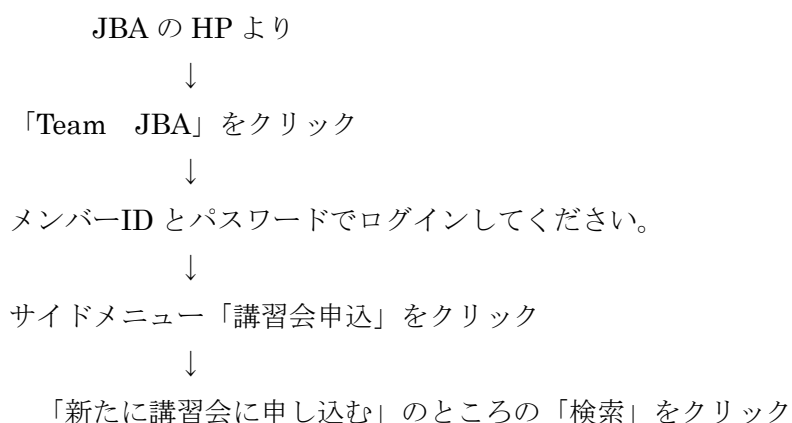 JBA の HP より
↓
「Team　JBA」をクリック
↓
メンバーID とパスワードでログインしてください。
↓
サイドメニュー「講習会申込」をクリック
↓
「新たに講習会に申し込む」のところの「検索」をクリック